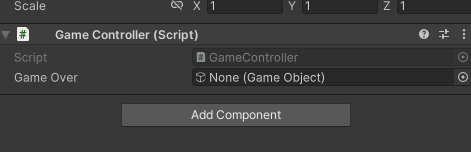 Scale X 1 Y 1 Z 1
Game Controller (Script)
Script GameController
Game Over None (Game Object)
Add Component